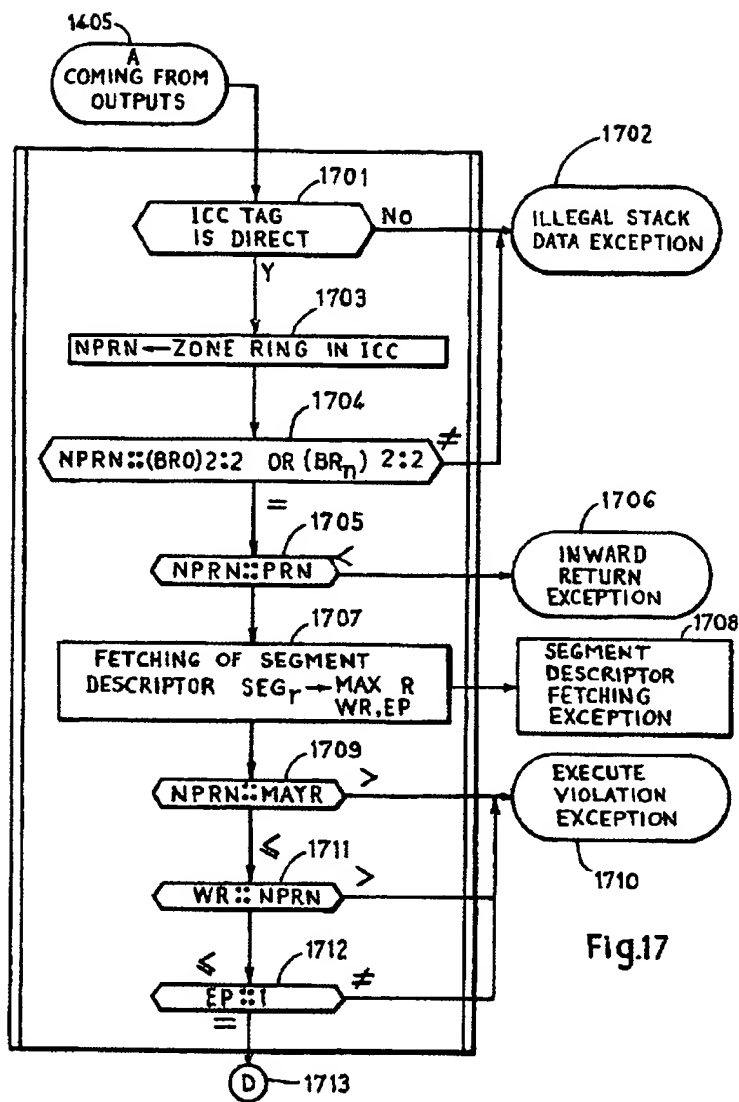 1405
A
COMING FROM
OUTPUTS
1702
ILLEGAL STACK
DATA EXCEPTION
1701
ICC TAG
IS DIRECT
No
Y
1703
NPRN ← ZONE RING IN ICC
1704
NPRN::(BRO)2:2 OR (BRn) 2:2
≠
=
1705
NPRN::PRN
<
1706
INWARD
RETURN
EXCEPTION
1707
FETCHING OF SEGMENT
DESCRIPTOR SEGr → MAX R
WR,EP
1708
SEGMENT
DESCRIPTOR
FETCHING
EXCEPTION
1709
NPRN::MAYR
>
≤
EXECUTE
VIOLATION
EXCEPTION
1710
1711
WR::NPRN
>
≤
1712
EP::1
≠
=
D
1713
Fig.17